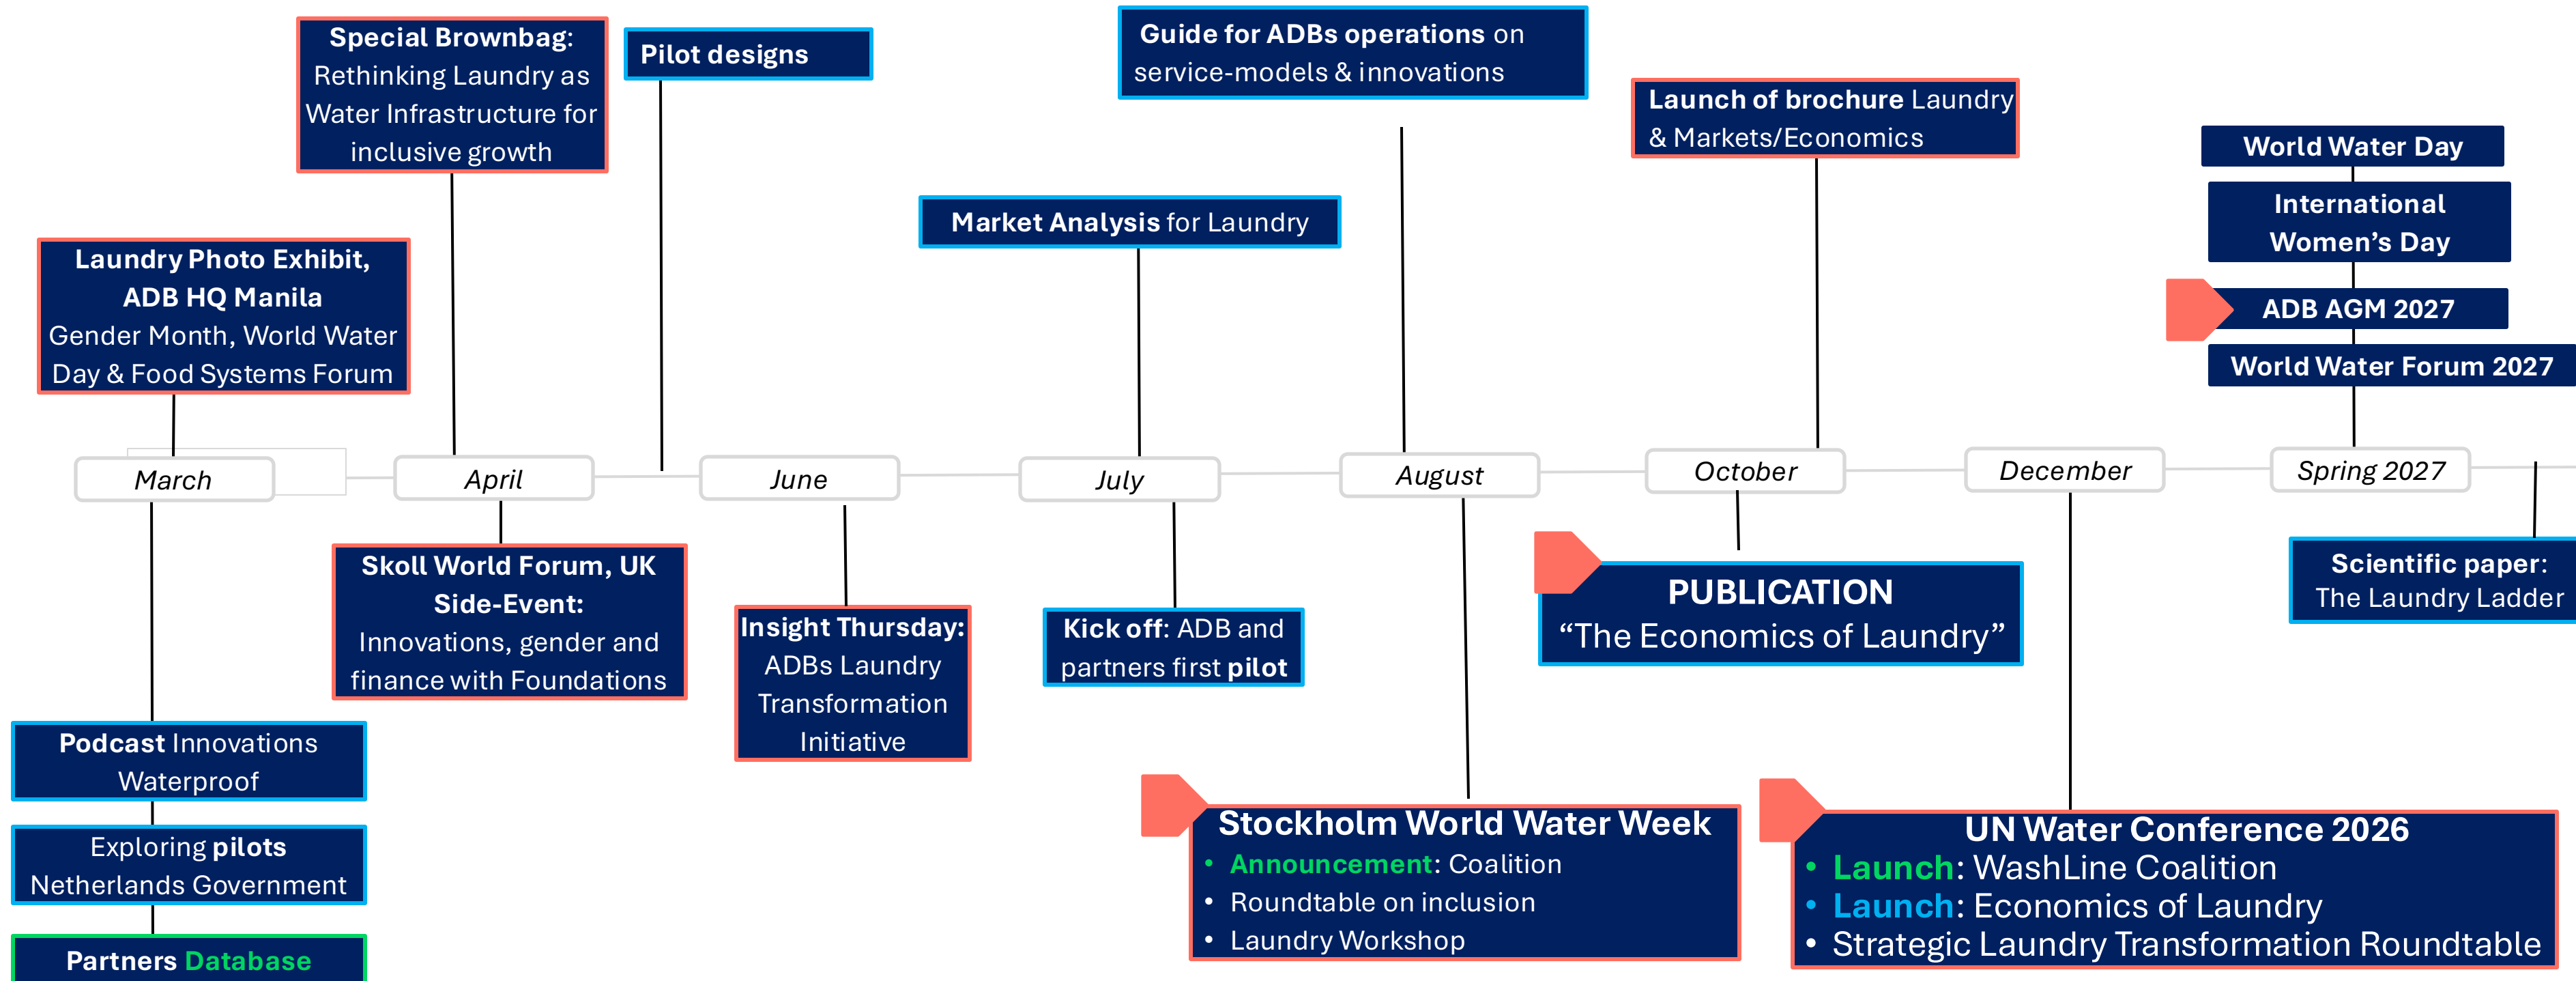 Special Brownbag:
Rethinking Laundry as
Water Infrastructure for
inclusive growth
Pilot designs
Guide for ADBs operations on
service-models & innovations
Launch of brochure Laundry
& Markets/Economics
World Water Day
International
Women's Day
ADB AGM 2027
World Water Forum 2027
Market Analysis for Laundry
Laundry Photo Exhibit,
ADB HQ Manila
Gender Month, World Water
Day & Food Systems Forum
March
April
June
July
August
October
December
Spring 2027
Skoll World Forum, UK
Side-Event:
Innovations, gender and
finance with Foundations
Insight Thursday:
ADBs Laundry
Transformation
Initiative
Kick off: ADB and
partners first pilot
PUBLICATION
“The Economics of Laundry”
Scientific paper:
The Laundry Ladder
Podcast Innovations
Waterproof
Exploring pilots
Netherlands Government
Partners Database
Stockholm World Water Week
• Announcement: Coalition
• Roundtable on inclusion
• Laundry Workshop
UN Water Conference 2026
• Launch: WashLine Coalition
• Launch: Economics of Laundry
• Strategic Laundry Transformation Roundtable